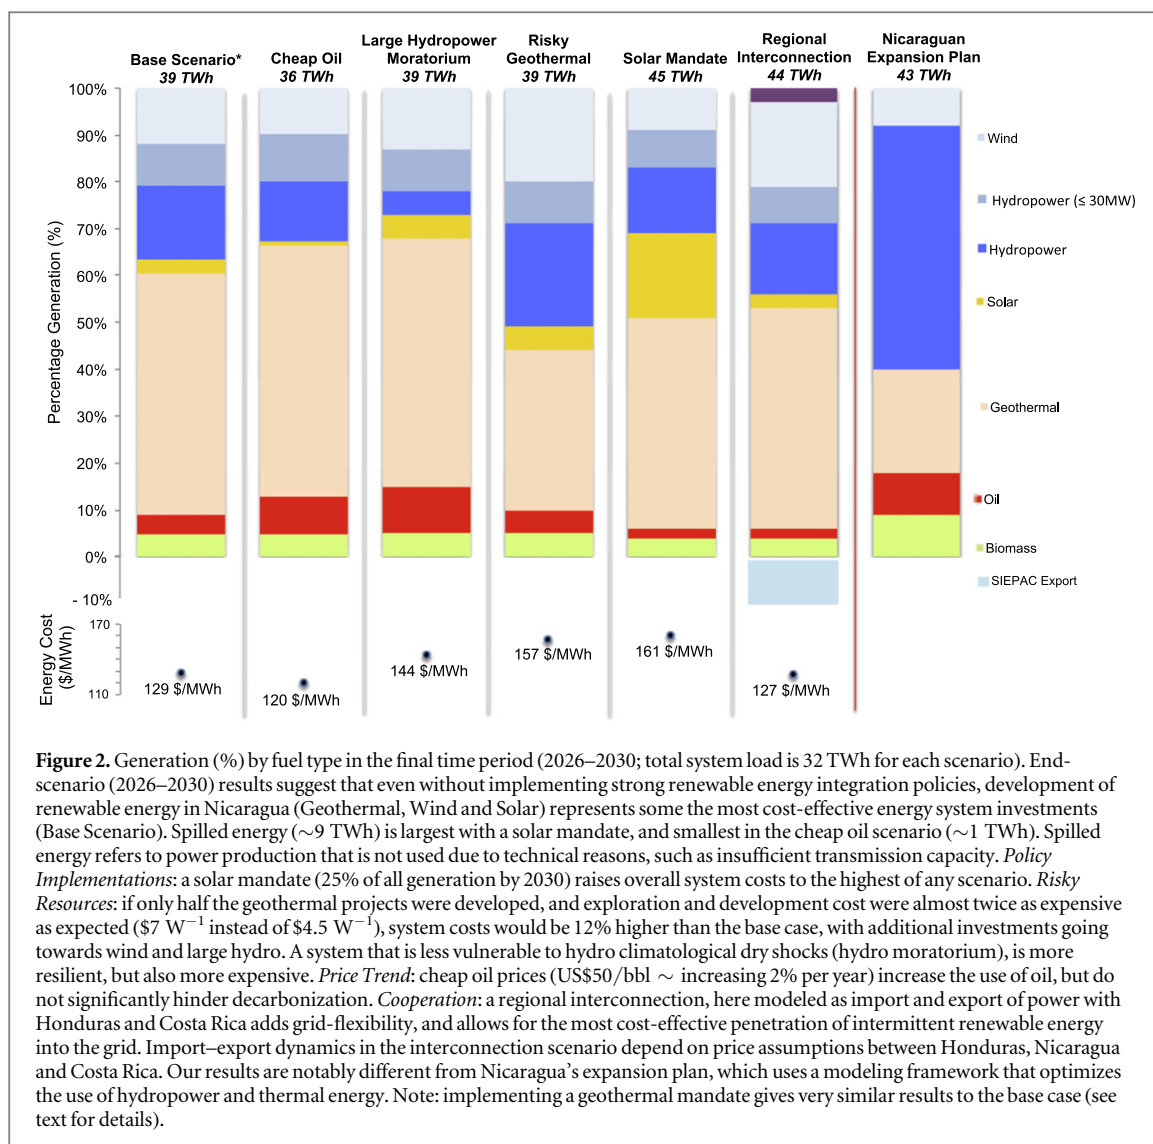 Base Scenario*
39 TWh
Cheap Oil
36 TWh
Large Hydropower
Moratorium
39 TWh
Risky
Geothermal
39 TWh
Solar Mandate
45 TWh
Regional
Interconnection
44 TWh
Nicaraguan
Expansion Plan
43 TWh
Percentage Generation (%)
100%
90%
80%
70%
60%
50%
40%
30%
20%
10%
0%
- 10%
Wind
Hydropower (≤ 30MW)
Hydropower
Solar
Geothermal
Oil
Biomass
SIEPAC Export
Energy Cost
($/MWh)
170
110
129 $/MWh
120 $/MWh
144 $/MWh
157 $/MWh
161 $/MWh
127 $/MWh
Figure 2. Generation (%) by fuel type in the final time period (2026–2030; total system load is 32 TWh for each scenario). End-
scenario (2026–2030) results suggest that even without implementing strong renewable energy integration policies, development of
renewable energy in Nicaragua (Geothermal, Wind and Solar) represents some the most cost-effective energy system investments
(Base Scenario). Spilled energy (∼9 TWh) is largest with a solar mandate, and smallest in the cheap oil scenario (∼1 TWh). Spilled
energy refers to power production that is not used due to technical reasons, such as insufficient transmission capacity. Policy
Implementations: a solar mandate (25% of all generation by 2030) raises overall system costs to the highest of any scenario. Risky
Resources: if only half the geothermal projects were developed, and exploration and development cost were almost twice as expensive
as expected ($7 W⁻¹ instead of $4.5 W⁻¹), system costs would be 12% higher than the base case, with additional investments going
towards wind and large hydro. A system that is less vulnerable to hydro climatological dry shocks (hydro moratorium), is more
resilient, but also more expensive. Price Trend: cheap oil prices (US$50/bbl ∼ increasing 2% per year) increase the use of oil, but do
not significantly hinder decarbonization. Cooperation: a regional interconnection, here modeled as import and export of power with
Honduras and Costa Rica adds grid-flexibility, and allows for the most cost-effective penetration of intermittent renewable energy
into the grid. Import–export dynamics in the interconnection scenario depend on price assumptions between Honduras, Nicaragua
and Costa Rica. Our results are notably different from Nicaragua's expansion plan, which uses a modeling framework that optimizes
the use of hydropower and thermal energy. Note: implementing a geothermal mandate gives very similar results to the base case (see
text for details).